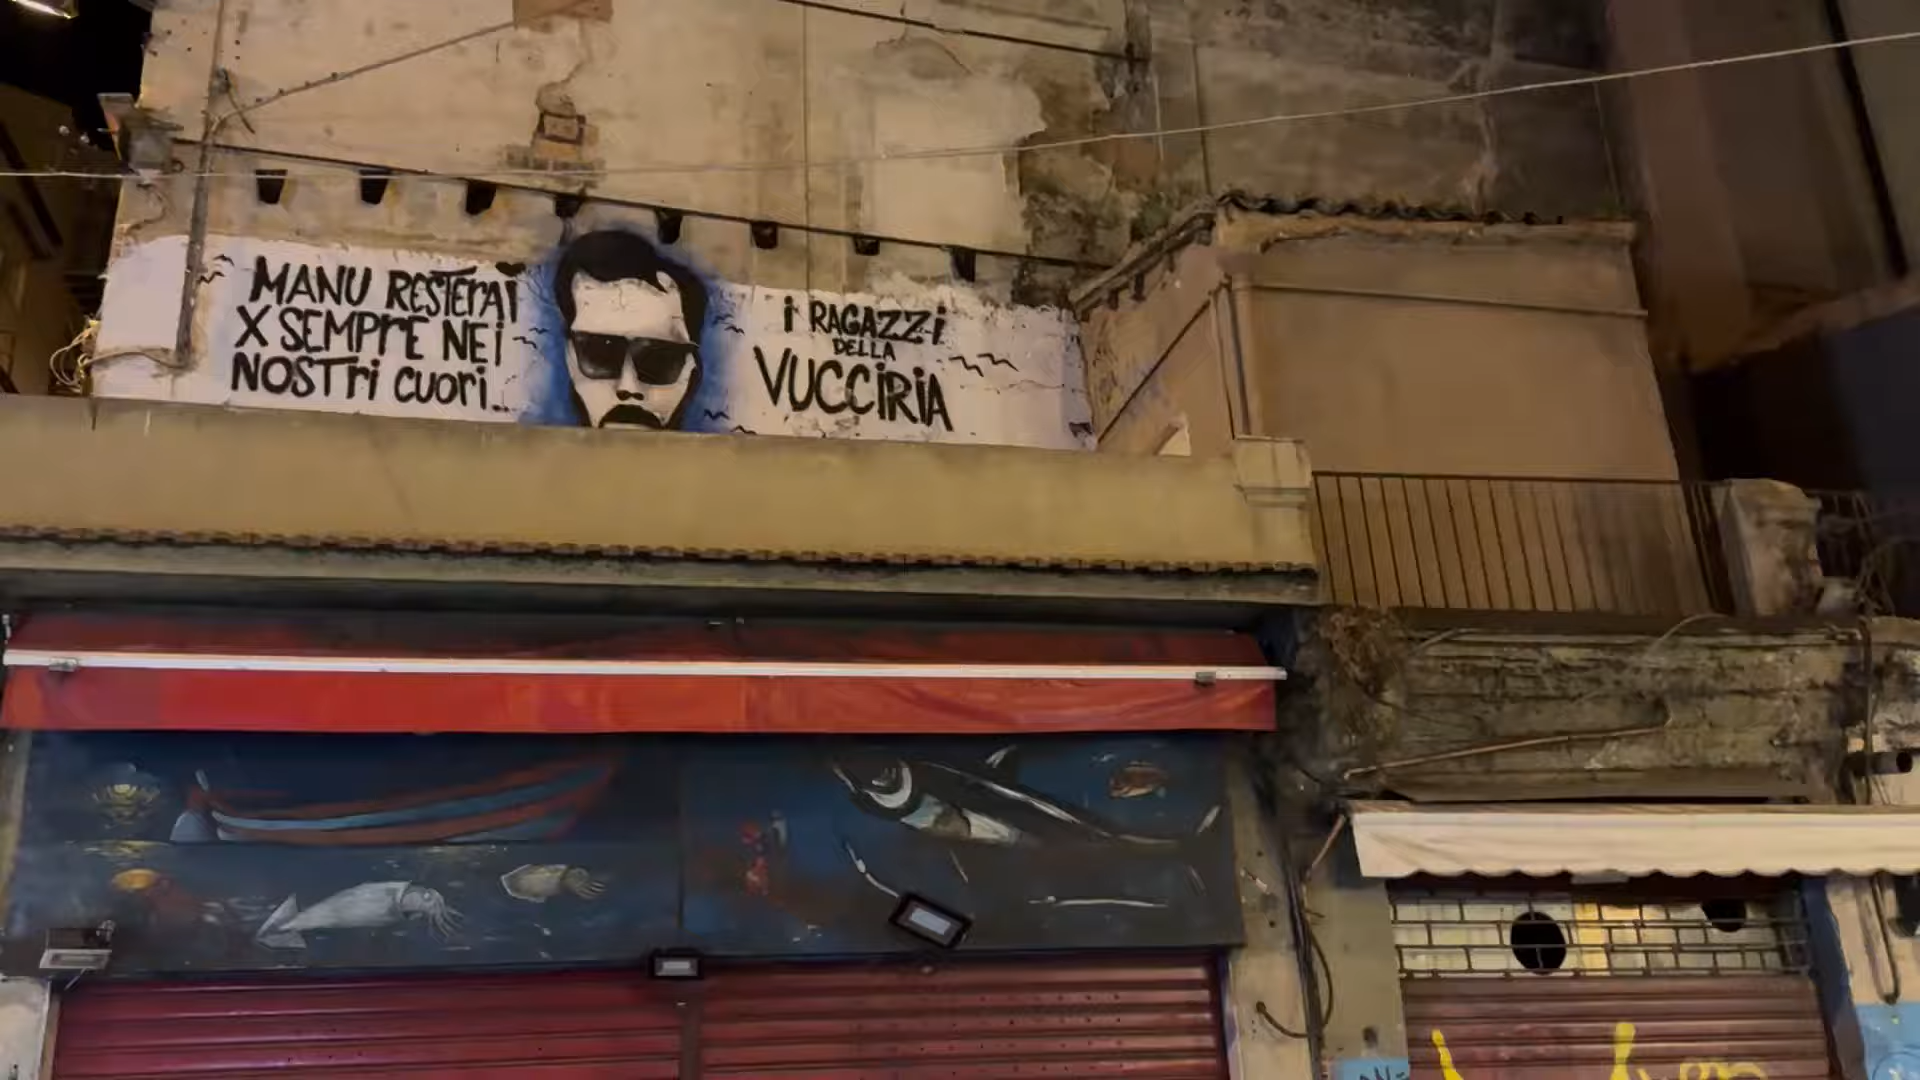 MANU RESTERAI
X SEMPRE NEI
NOSTRI CUORI...
I RAGAZZI
DELLA
VUCCIRIA